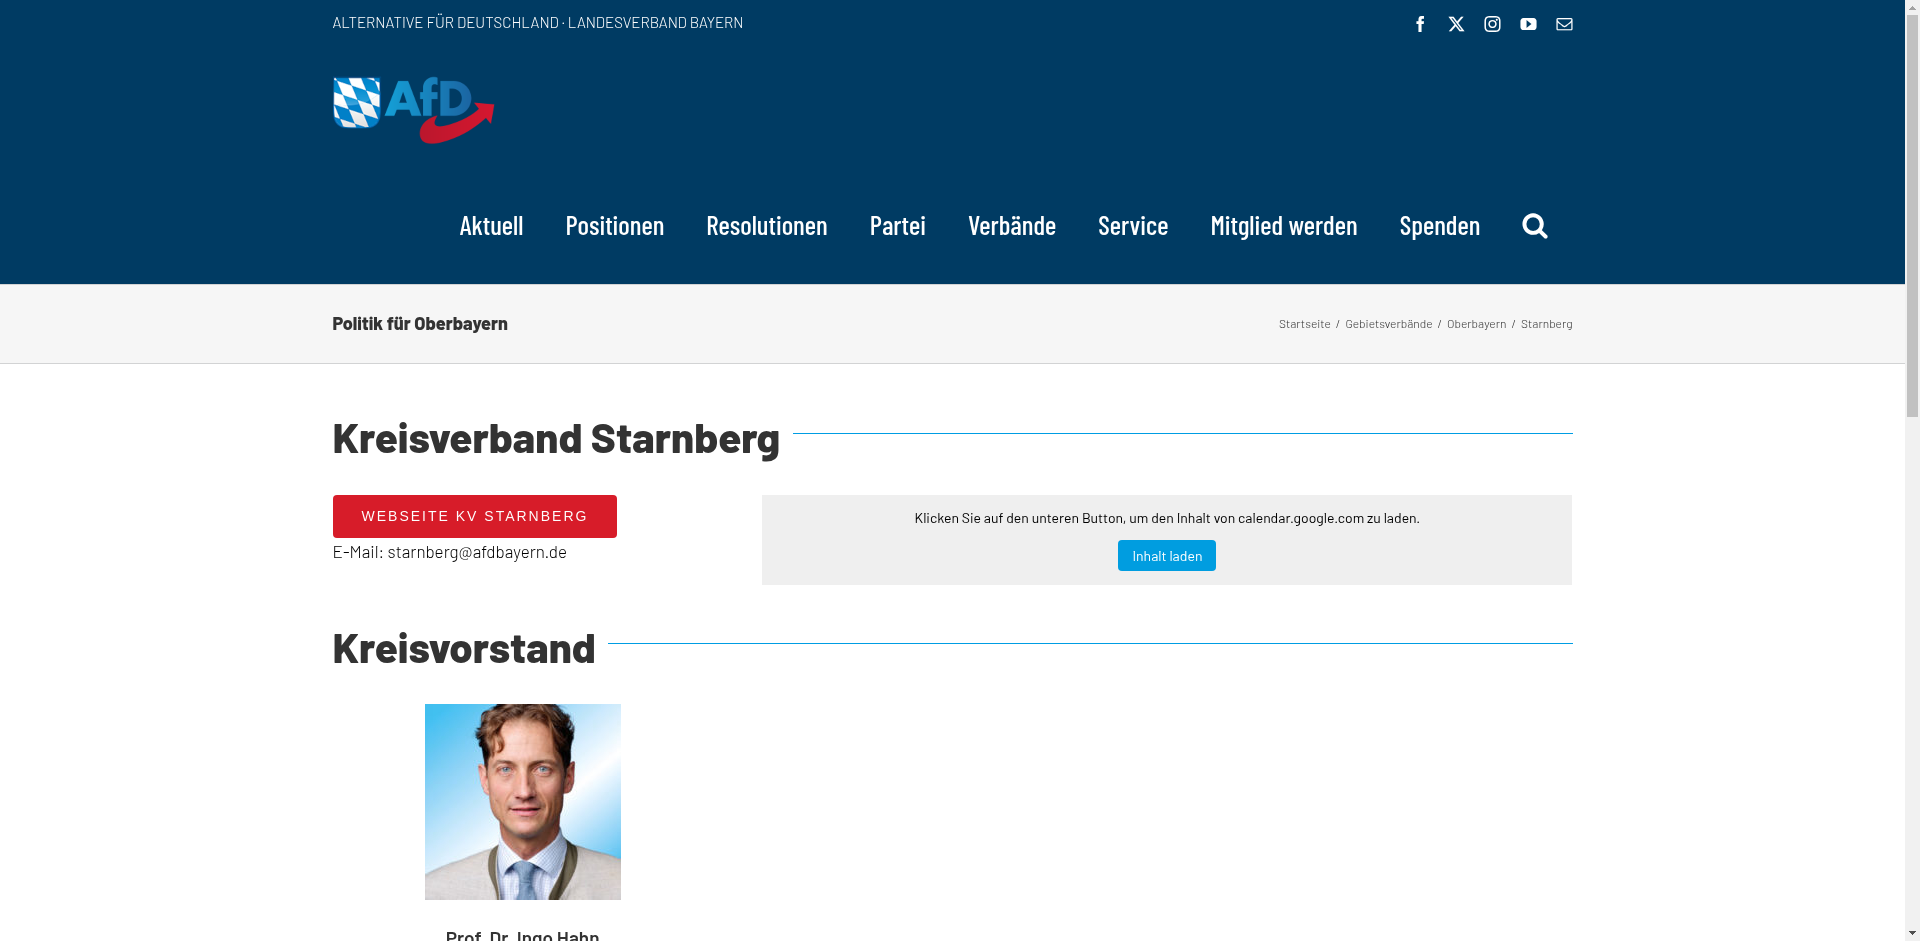 ALTERNATIVE FÜR DEUTSCHLAND · LANDESVERBAND BAYERN
AfD
Aktuell Positionen Resolutionen Partei Verbände Service Mitglied werden Spenden
Politik für Oberbayern
Startseite / Gebietsverbände / Oberbayern / Starnberg
Kreisverband Starnberg
WEBSEITE KV STARNBERG
E-Mail: starnberg@afdbayern.de
Klicken Sie auf den unteren Button, um den Inhalt von calendar.google.com zu laden.
Inhalt laden
Kreisvorstand
Prof. Dr. Ingo Hahn